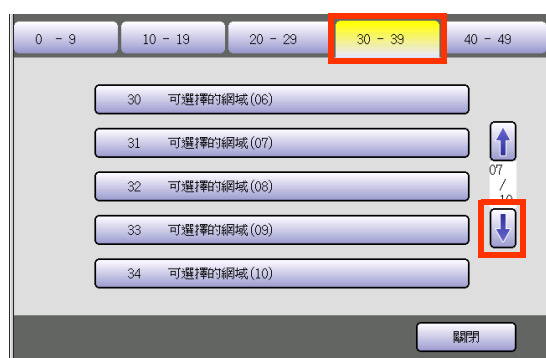 0 - 9 10 - 19 20 - 29 30 - 39 40 - 49
30 可選擇的網域(06)
31 可選擇的網域(07)
07
/
10
32 可選擇的網域(08)
33 可選擇的網域(09)
34 可選擇的網域(10)
關閉